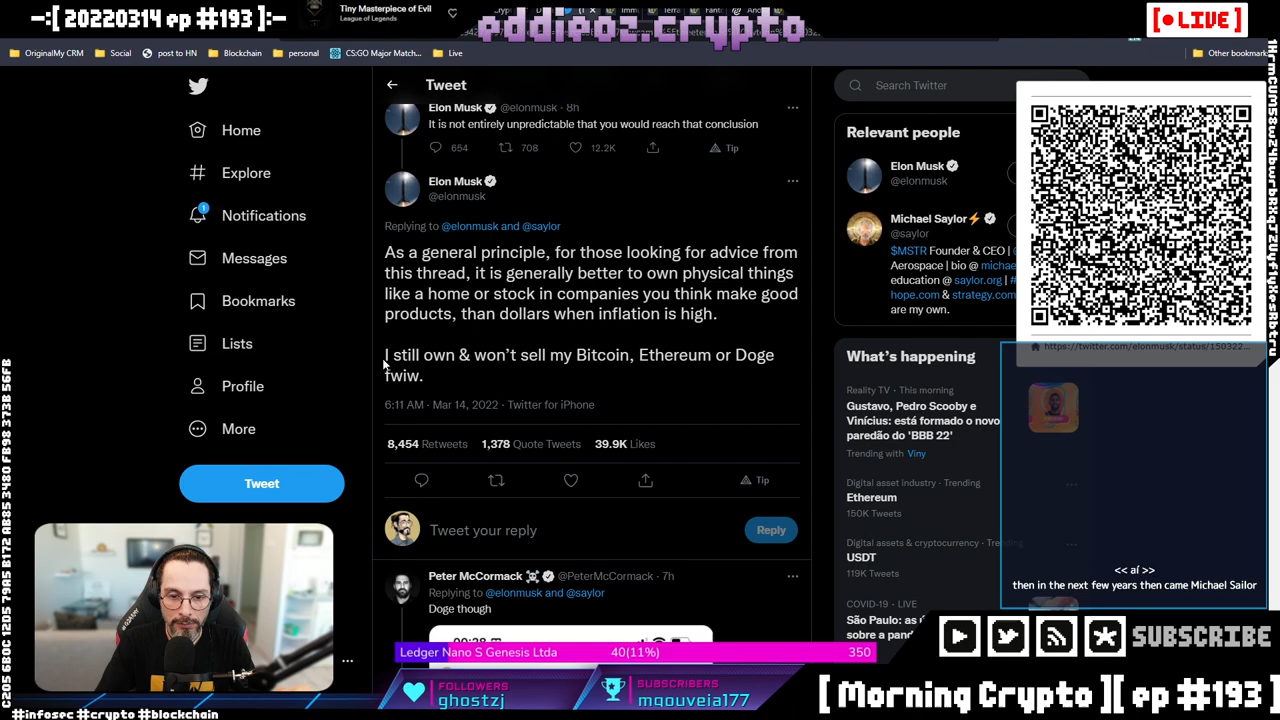 -:[ 20220314 ep #193]:-
Tiny Masterpiece of Evil
League of Legends
eddieoz.crypto
[●LIVE]
OriginalMy CRM
Social
post to HN
Blockchain
personal
CS:GO Major Match...
Live
Other bookmark
Tweet
Search Twitter
Home
Explore
1
Notifications
Messages
Bookmarks
Lists
Profile
More
Tweet
Elon Musk @elonmusk · 8h
It is not entirely unpredictable that you would reach that conclusion
654 708 12.2K Tip
Elon Musk
@elonmusk
Replying to @elonmusk and @saylor
As a general principle, for those looking for advice from
this thread, it is generally better to own physical things
like a home or stock in companies you think make good
products, than dollars when inflation is high.
I still own & won't sell my Bitcoin, Ethereum or Doge
fwiw.
6:11 AM · Mar 14, 2022 · Twitter for iPhone
8,454 Retweets 1,378 Quote Tweets 39.9K Likes
Tip
Tweet your reply
Reply
Peter McCormack @PeterMcCormack · 7h
Replying to @elonmusk and @saylor
Doge though
Relevant people
Elon Musk
@elonmusk
Michael Saylor⚡
@saylor
$MSTR Founder & CEO |
Aerospace | bio @ michae
education @ saylor.org | #
hope.com & strategy.com
are my own.
https://twitter.com/elonmusk/status/150322...
What's happening
Reality TV · This morning
Gustavo, Pedro Scooby e
Vinícius: está formado o novo
paredão do 'BBB 22'
Trending with Viny
Digital asset industry · Trending
Ethereum
150K Tweets
Digital assets & cryptocurrency · Trending
USDT
119K Tweets
COVID-19 · LIVE
São Paulo: as
sobre a pand
<< aí >>
then in the next few years then came Michael Sailor
Ledger Nano S Genesis Ltda 40(11%) 350
FOLLOWERS
ghostzj
SUBSCRIBERS
mgouveia177
SUBSCRIBE
[ Morning Crypto ][ ep #193 ]
#infosec #crypto #blockchain